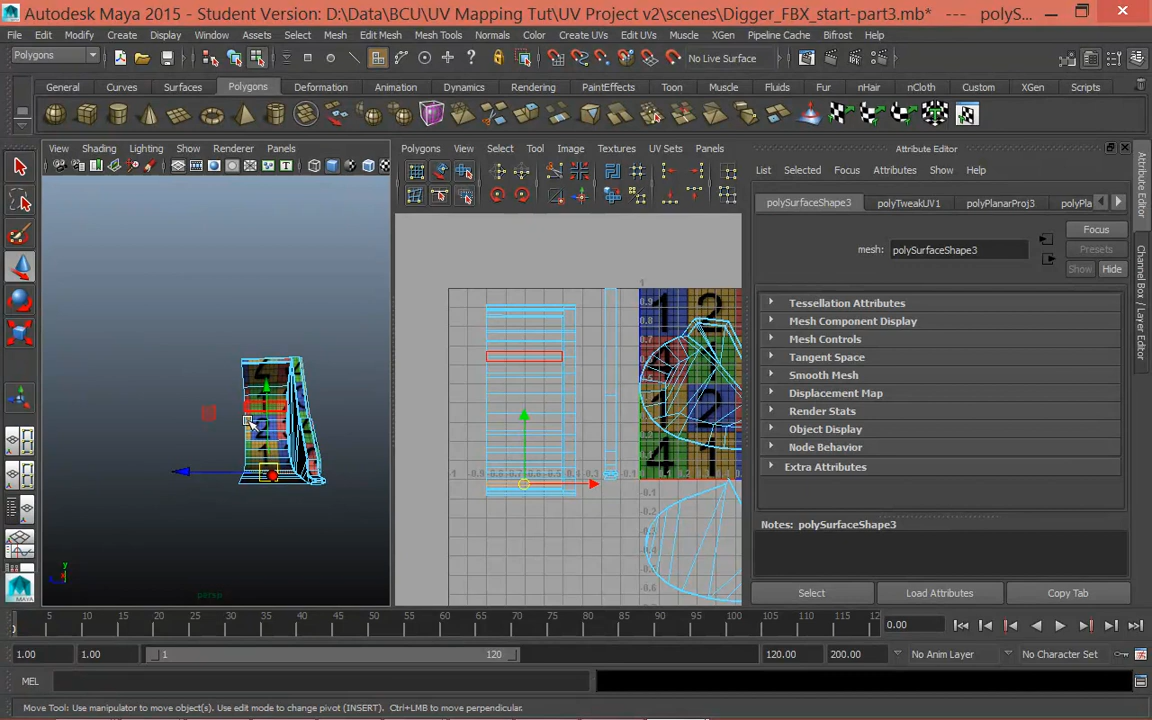 Autodesk Maya 2015 - Student Version: D:\Data\BCU\UV Mapping Tut\UV Project v2\scenes\Digger_FBX_start-part3.mb* --- polyS...
File Edit Modify Create Display Window Assets Select Mesh Edit Mesh Mesh Tools Normals Color Create UVs Edit UVs Muscle XGen Pipeline Cache Bifrost Help
Polygons
No Live Surface
General Curves Surfaces Polygons Deformation Animation Dynamics Rendering PaintEffects Toon Muscle Fluids Fur nHair nCloth Custom XGen Scripts
View Shading Lighting Show Renderer Panels
Polygons View Select Tool Image Textures UV Sets Panels
Attribute Editor
List Selected Focus Attributes Show Help
polySurfaceShape3 polyTweakUV1 polyPlanarProj3 polyPla
Focus
Presets
Show Hide
mesh: polySurfaceShape3
Tessellation Attributes
Mesh Component Display
Mesh Controls
Tangent Space
Smooth Mesh
Displacement Map
Render Stats
Object Display
Node Behavior
Extra Attributes
Notes: polySurfaceShape3
Select Load Attributes Copy Tab
Attribute Editor
Channel Box / Layer Editor
persp
5 10 15 20 25 30 35 40 45 50 55 60 65 70 75 80 85 90 95 100 105 110 115 12
0.00
1.00 1.00 1 120 120.00 200.00 No Anim Layer No Character Set
MEL
Move Tool: Use manipulator to move object(s). Use edit mode to change pivot (INSERT). Ctrl+LMB to move perpendicular.